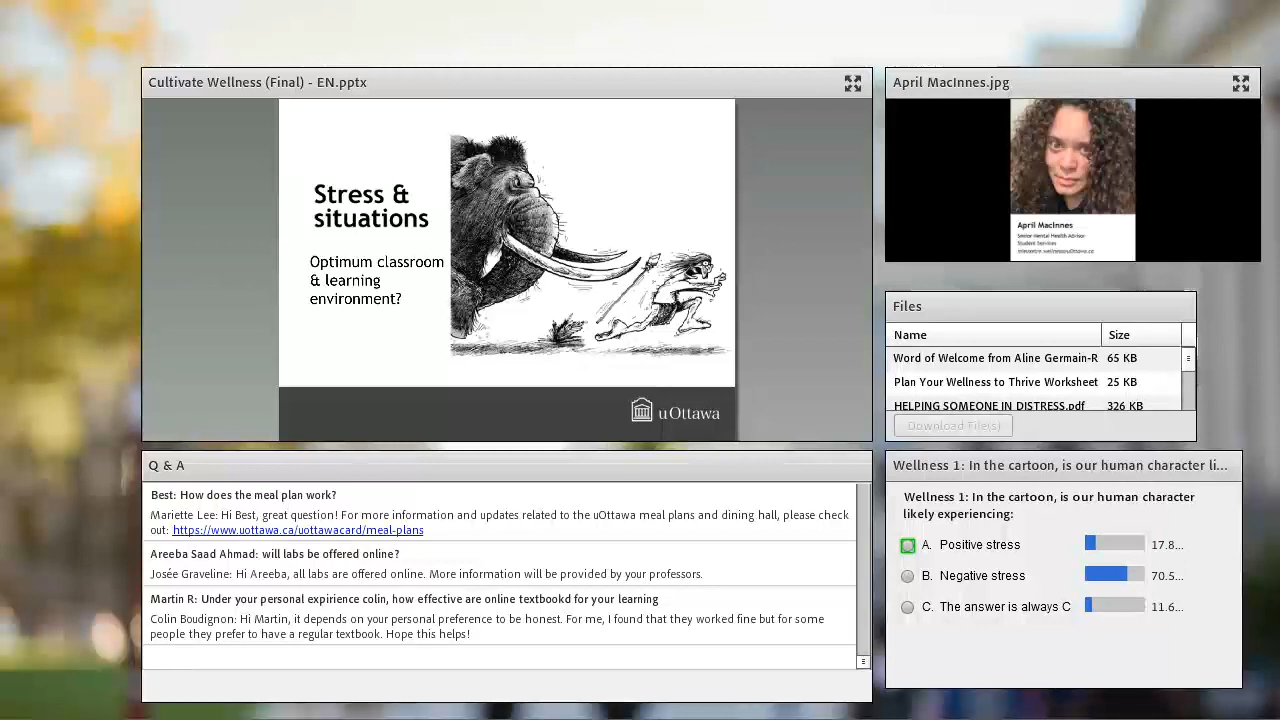 Cultivate Wellness (Final) - EN.pptx
Stress &
situations
Optimum classroom
& learning
environment?
uOttawa
April MacInnes.jpg
April MacInnes
Senior Mental Health Advisor
Student Services
Files
Name Size
Word of Welcome from Aline Germain-R 65 KB
Plan Your Wellness to Thrive Worksheet 25 KB
HELPING SOMEONE IN DISTRESS.pdf 326 KB
Download File(s)
Q & A
Best: How does the meal plan work?
Mariette Lee: Hi Best, great question! For more information and updates related to the uOttawa meal plans and dining hall, please check
out: https://www.uottawa.ca/uottawacard/meal-plans
Areeba Saad Ahmad: will labs be offered online?
Josée Graveline: Hi Areeba, all labs are offered online. More information will be provided by your professors.
Martin R: Under your personal expirience colin, how effective are online textbookd for your learning
Colin Boudignon: Hi Martin, it depends on your personal preference to be honest. For me, I found that they worked fine but for some
people they prefer to have a regular textbook. Hope this helps!
Wellness 1: In the cartoon, is our human character li...
Wellness 1: In the cartoon, is our human character
likely experiencing:
A. Positive stress 17.8...
B. Negative stress 70.5...
C. The answer is always C 11.6...